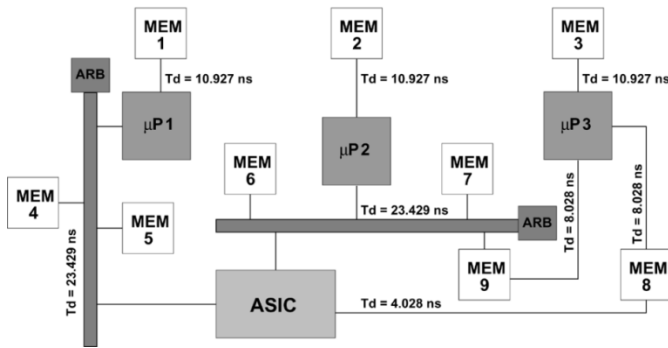 MEM
1
MEM
2
MEM
3
ARB
Td = 10.927 ns
Td = 10.927 ns
Td = 10.927 ns
μP1
μP2
μP3
MEM
6
MEM
7
MEM
4
MEM
5
Td = 23.429 ns
ARB
Td = 8.028 ns
Td = 8.028 ns
Td = 23.429 ns
MEM
9
MEM
8
ASIC
Td = 4.028 ns